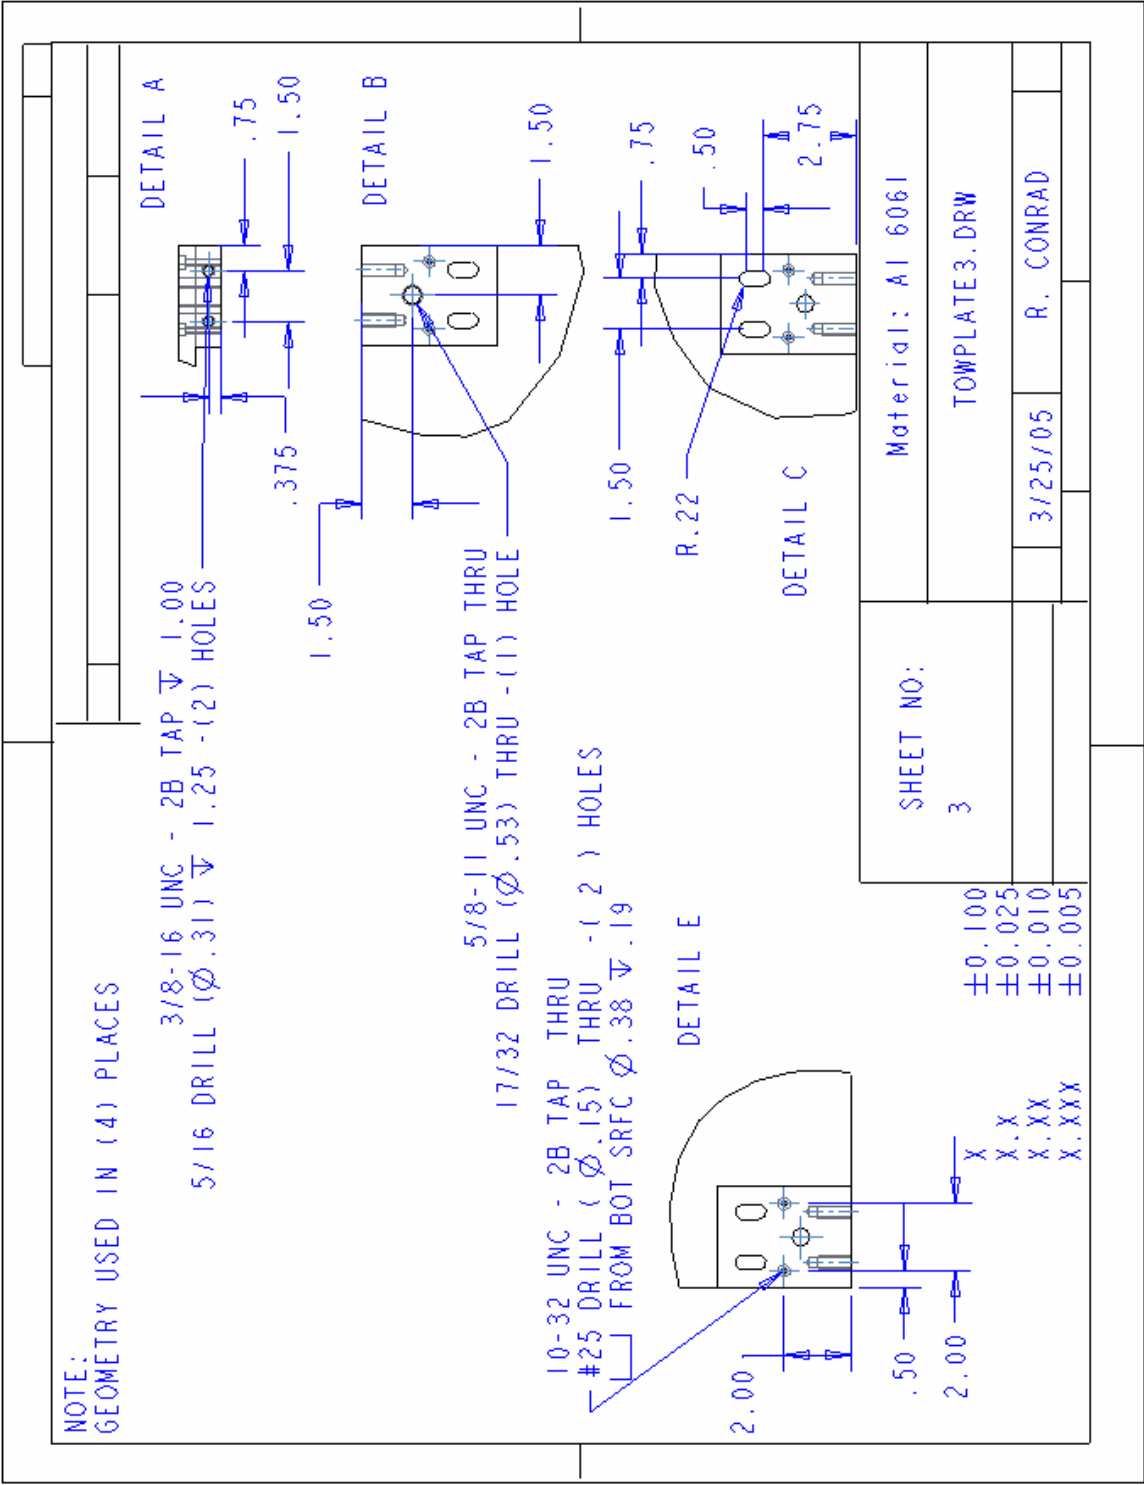 NOTE:
GEOMETRY USED IN (4) PLACES
3/8-16 UNC - 2B TAP ↧ 1.00
5/16 DRILL (∅.31) ↧ 1.25 -(2) HOLES
.375
.75
1.50
DETAIL A
1.50
5/8-11 UNC - 2B TAP THRU
17/32 DRILL (∅.53) THRU -(1) HOLE
1.50
DETAIL B
10-32 UNC - 2B TAP THRU
#25 DRILL ( ∅.15) THRU -( 2 ) HOLES
⌴ FROM BOT SRFC ∅.38 ↧ .19
2.00
.50
2.00
DETAIL E
1.50
R.22
.75
.50
2.75
DETAIL C
X ±0.100
X.X ±0.025
X.XX ±0.010
X.XXX ±0.005
SHEET NO:
3
Material: Al 6061
TOWPLATE3.DRW
3/25/05
R. CONRAD